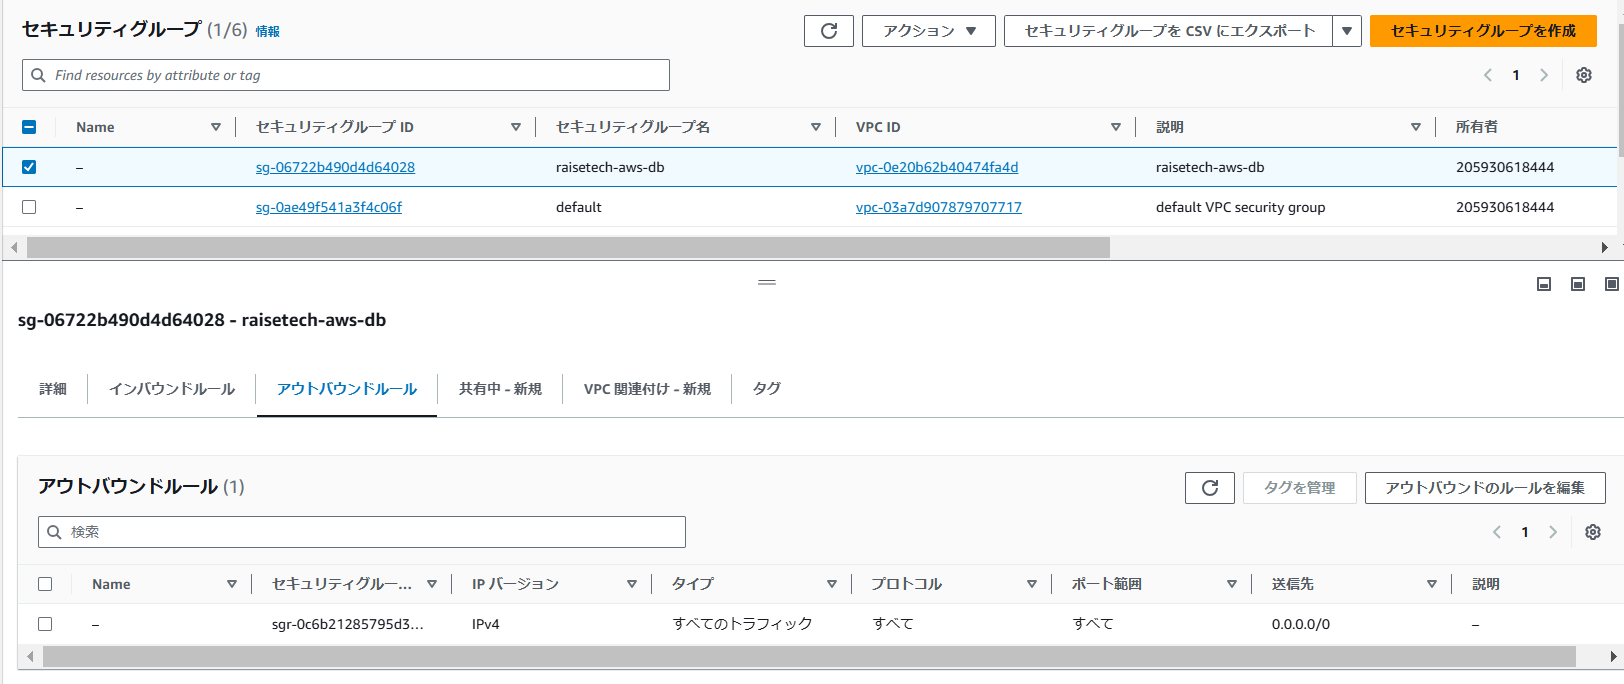 セキュリティグループ (1/6) 情報
アクション
セキュリティグループを CSV にエクスポート
セキュリティグループを作成
Find resources by attribute or tag
1
Name セキュリティグループ ID セキュリティグループ名 VPC ID 説明 所有者
– sg-06722b490d4d64028 raisetech-aws-db vpc-0e20b62b40474fa4d raisetech-aws-db 205930618444
– sg-0ae49f541a3f4c06f default vpc-03a7d907879707717 default VPC security group 205930618444
sg-06722b490d4d64028 - raisetech-aws-db
詳細 インバウンドルール アウトバウンドルール 共有中 - 新規 VPC 関連付け - 新規 タグ
アウトバウンドルール (1)
タグを管理
アウトバウンドのルールを編集
検索
1
Name セキュリティグルー... IP バージョン タイプ プロトコル ポート範囲 送信先 説明
– sgr-0c6b21285795d3... IPv4 すべてのトラフィック すべて すべて 0.0.0.0/0 –